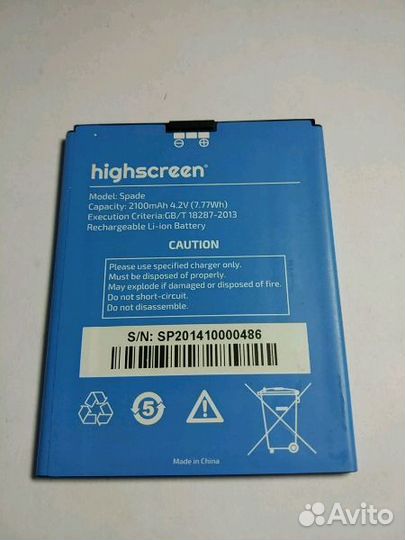 ⊖ ⊕
highscreen®
Model: Spade
Capacity: 2100mAh 4.2V (7.77Wh)
Execution Criteria:GB/T 18287-2013
Rechargeable Li-ion Battery
CAUTION
Please use specified charger only.
Must be disposed of properly.
May explode if damaged or disposed of fire.
Do not short-circuit.
Do not disassemble.
S/N: SP201410000486
5
Made in China
Avito